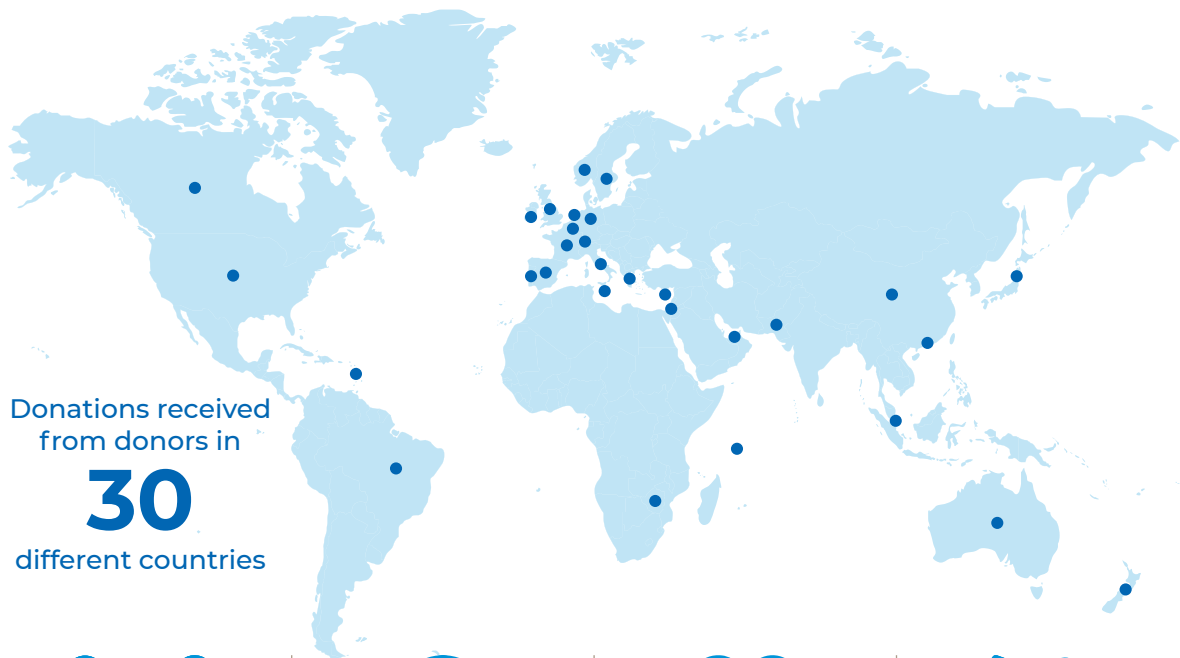 Donations received
from donors in
30
different countries